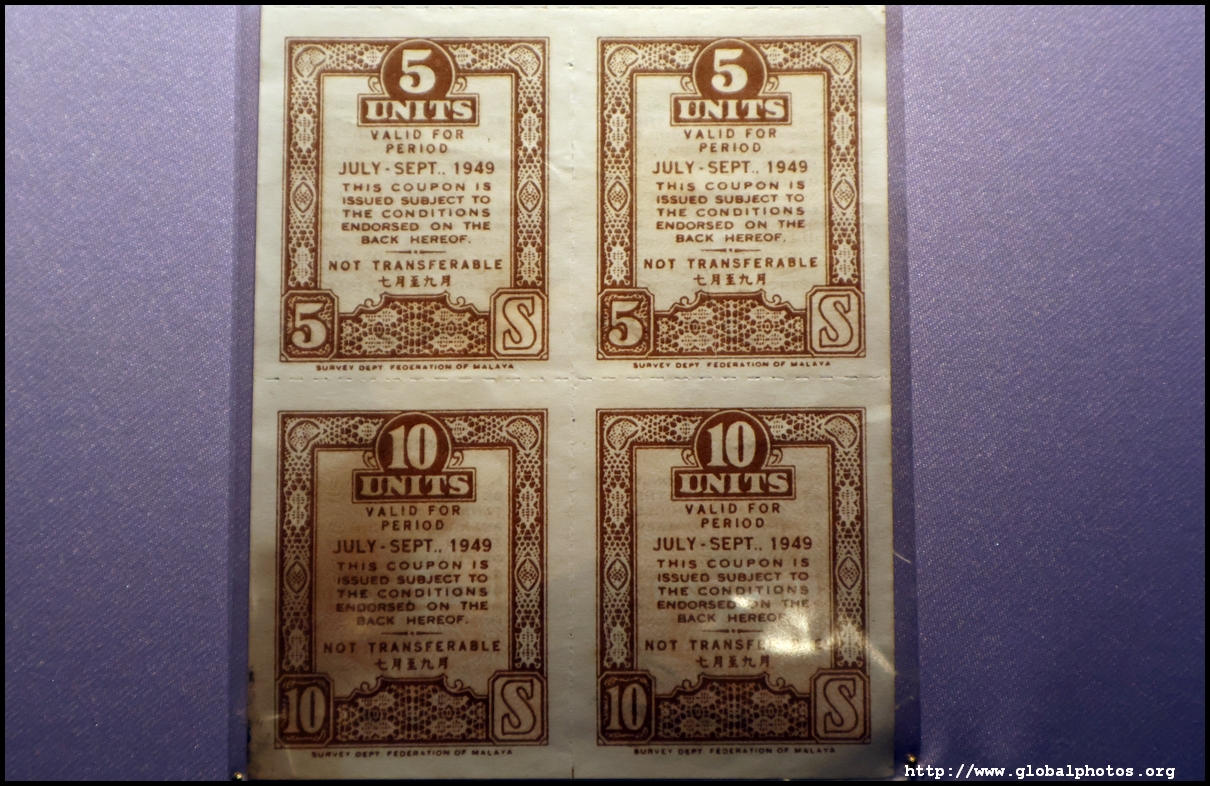 5
UNITS
VALID FOR
PERIOD
JULY - SEPT., 1949
THIS COUPON IS
ISSUED SUBJECT TO
THE CONDITIONS
ENDORSED ON THE
BACK HEREOF.
NOT TRANSFERABLE
七月至九月
5 S
SURVEY DEPT. FEDERATION OF MALAYA
5
UNITS
VALID FOR
PERIOD
JULY - SEPT., 1949
THIS COUPON IS
ISSUED SUBJECT TO
THE CONDITIONS
ENDORSED ON THE
BACK HEREOF.
NOT TRANSFERABLE
七月至九月
5 S
SURVEY DEPT. FEDERATION OF MALAYA
10
UNITS
VALID FOR
PERIOD
JULY - SEPT., 1949
THIS COUPON IS
ISSUED SUBJECT TO
THE CONDITIONS
ENDORSED ON THE
BACK HEREOF.
NOT TRANSFERABLE
七月至九月
10 S
SURVEY DEPT. FEDERATION OF MALAYA
10
UNITS
VALID FOR
PERIOD
JULY - SEPT., 1949
THIS COUPON IS
ISSUED SUBJECT TO
THE CONDITIONS
ENDORSED ON THE
BACK HEREOF.
NOT TRANSFERABLE
七月至九月
10 S
SURVEY DEPT. FEDERATION OF MALAYA
http://www.globalphotos.org